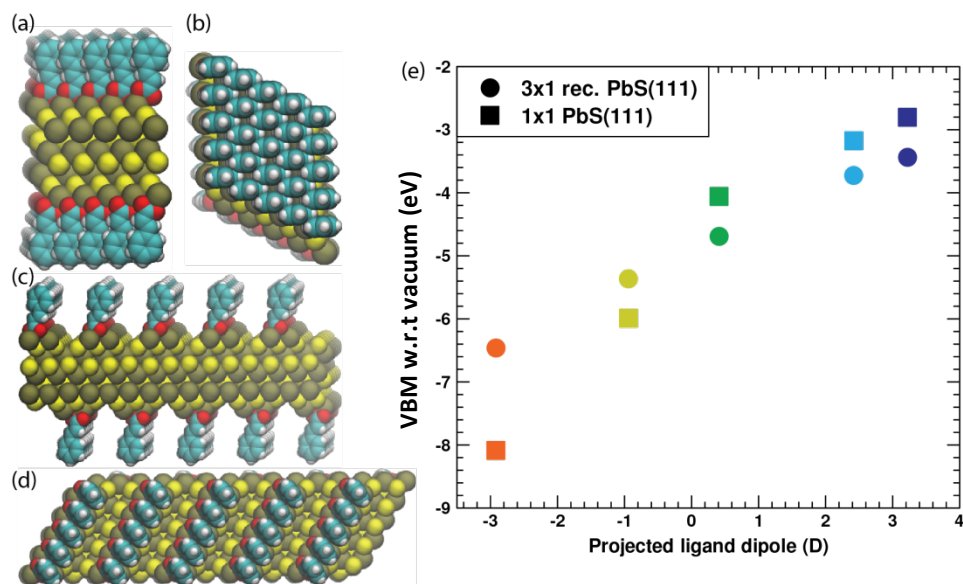 (a)
(b)
(c)
(d)
(e)
3x1 rec. PbS(111)
1x1 PbS(111)
VBM w.r.t vacuum (eV)
-2
-3
-4
-5
-6
-7
-8
-9
-3
-2
-1
0
1
2
3
4
Projected ligand dipole (D)